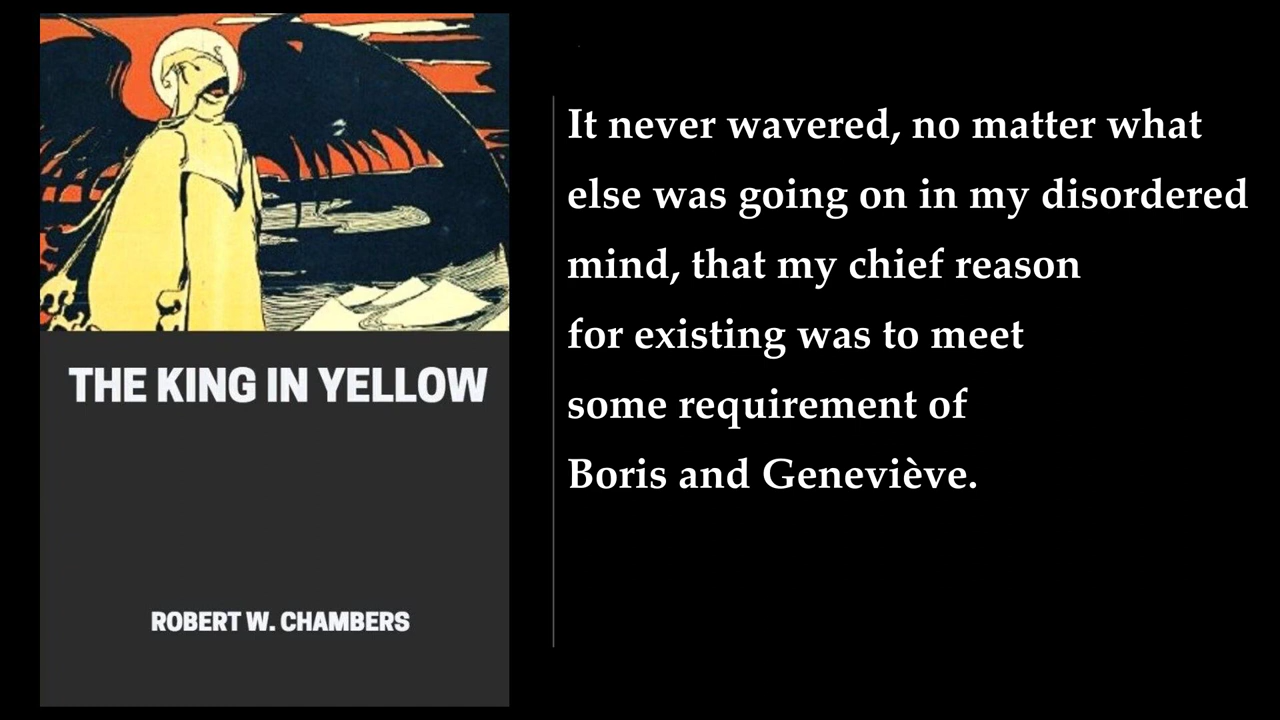 THE KING IN YELLOW
ROBERT W. CHAMBERS
It never wavered, no matter what
else was going on in my disordered
mind, that my chief reason
for existing was to meet
some requirement of
Boris and Geneviève.